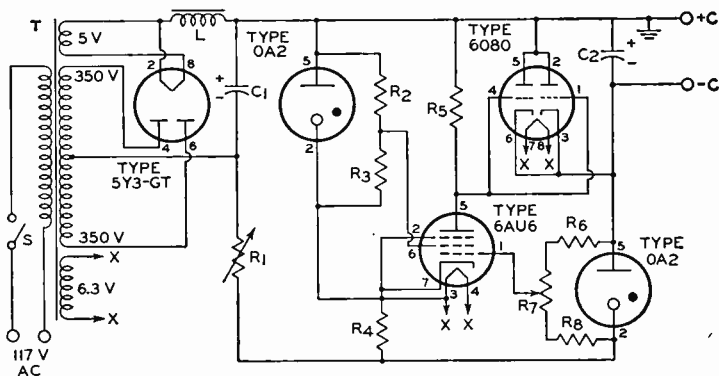 T
5 V
L
2
8
350 V
4
6
TYPE
5Y3-GT
350 V
S
6.3 V
X
X
117 V
AC
+
-
C1
R1
TYPE
0A2
5
2
R2
R3
R4
R5
TYPE
6080
5
2
4
1
6
7
8
3
X
X
TYPE
6AU6
5
2
6
1
7
3
4
X
X
C2
+
-
+C
-C
R6
R7
R8
TYPE
0A2
5
2